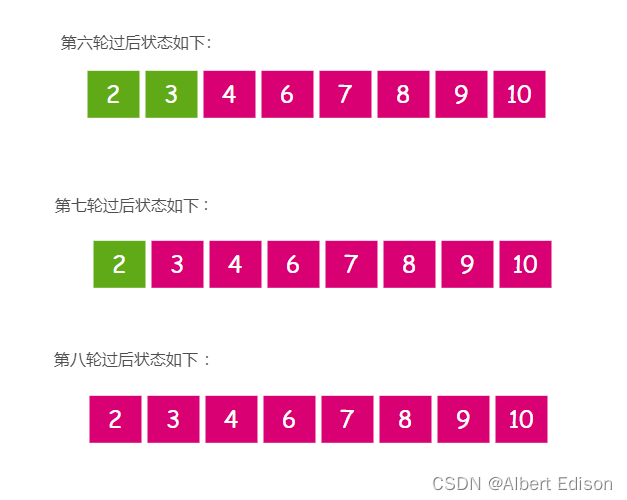 第六轮过后状态如下：
2 3 4 6 7 8 9 10
第七轮过后状态如下：
2 3 4 6 7 8 9 10
第八轮过后状态如下：
2 3 4 6 7 8 9 10
CSDN @Albert Edison